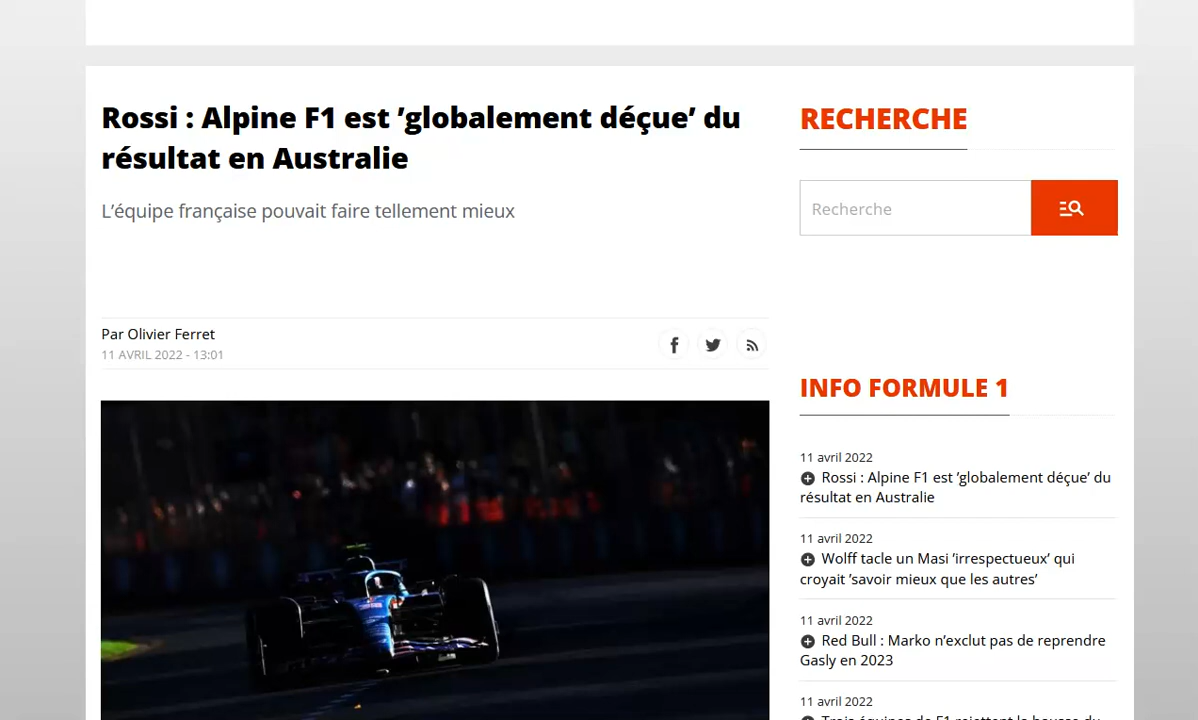 Rossi : Alpine F1 est ’globalement déçue’ du
résultat en Australie
L’équipe française pouvait faire tellement mieux
Par Olivier Ferret
11 AVRIL 2022 - 13:01
RECHERCHE
Recherche
INFO FORMULE 1
11 avril 2022
Rossi : Alpine F1 est ’globalement déçue’ du
résultat en Australie
11 avril 2022
Wolff tacle un Masi ’irrespectueux’ qui
croyait ’savoir mieux que les autres’
11 avril 2022
Red Bull : Marko n’exclut pas de reprendre
Gasly en 2023
11 avril 2022
Trois équipes de F1 rejettent la hausse du